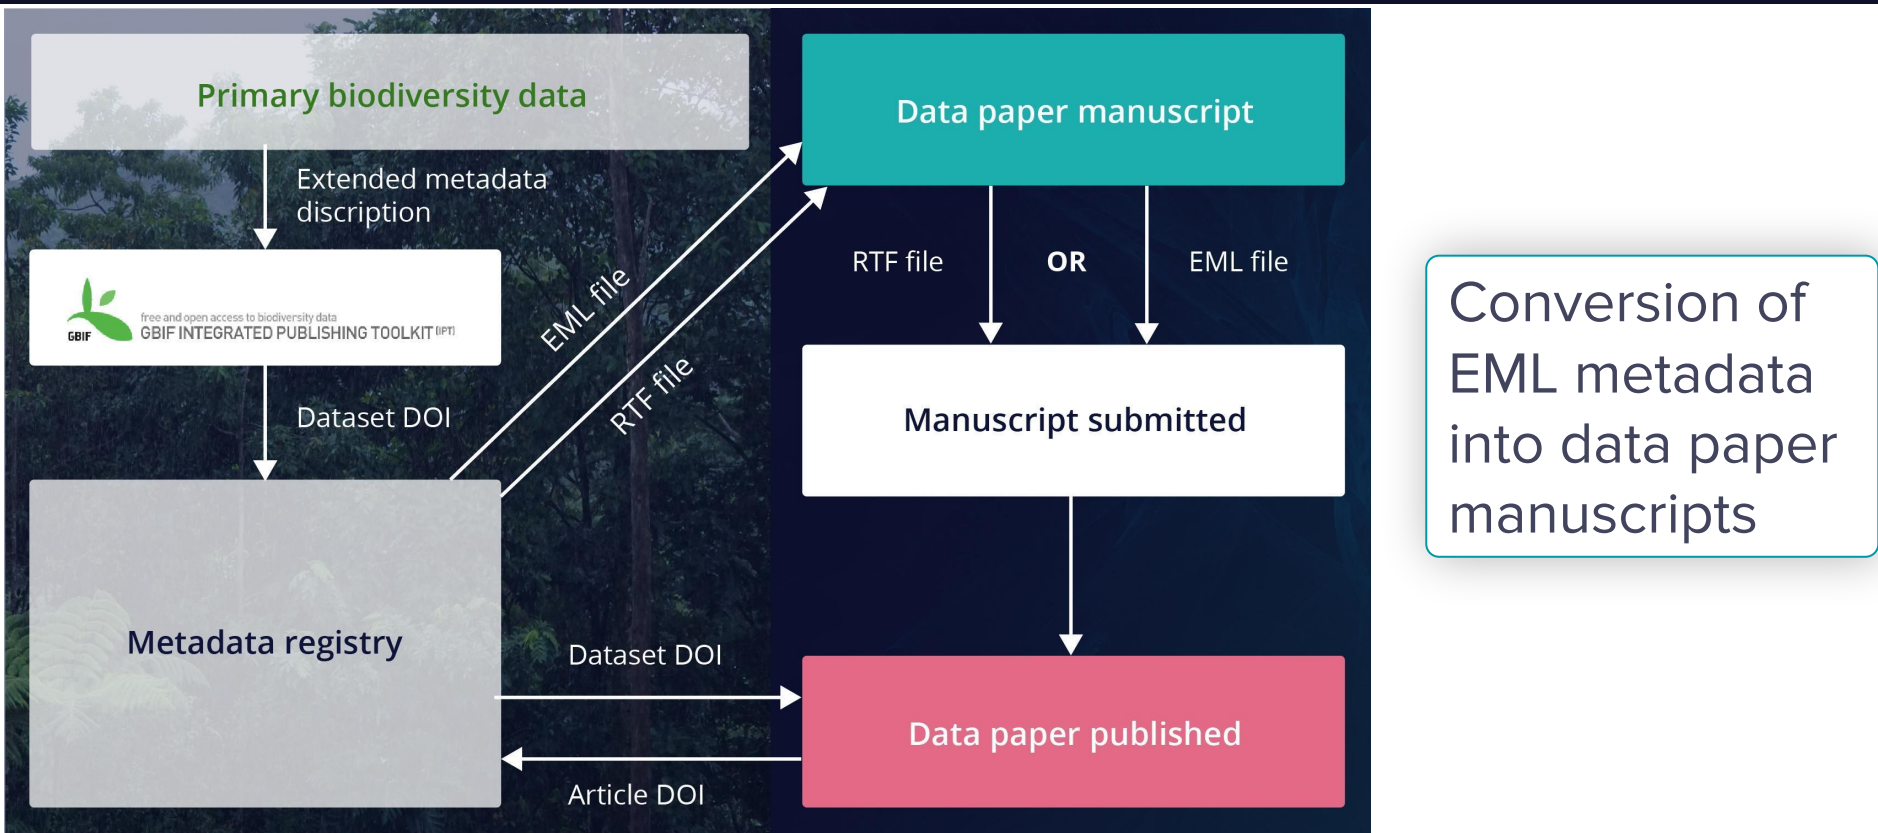 Primary biodiversity data
Extended metadata
discription
GBIF
free and open access to biodiversity data
GBIF INTEGRATED PUBLISHING TOOLKIT [IPT]
Dataset DOI
Metadata registry
EML file
RTF file
Dataset DOI
Article DOI
Data paper manuscript
RTF file
OR
EML file
Manuscript submitted
Data paper published
Conversion of
EML metadata
into data paper
manuscripts